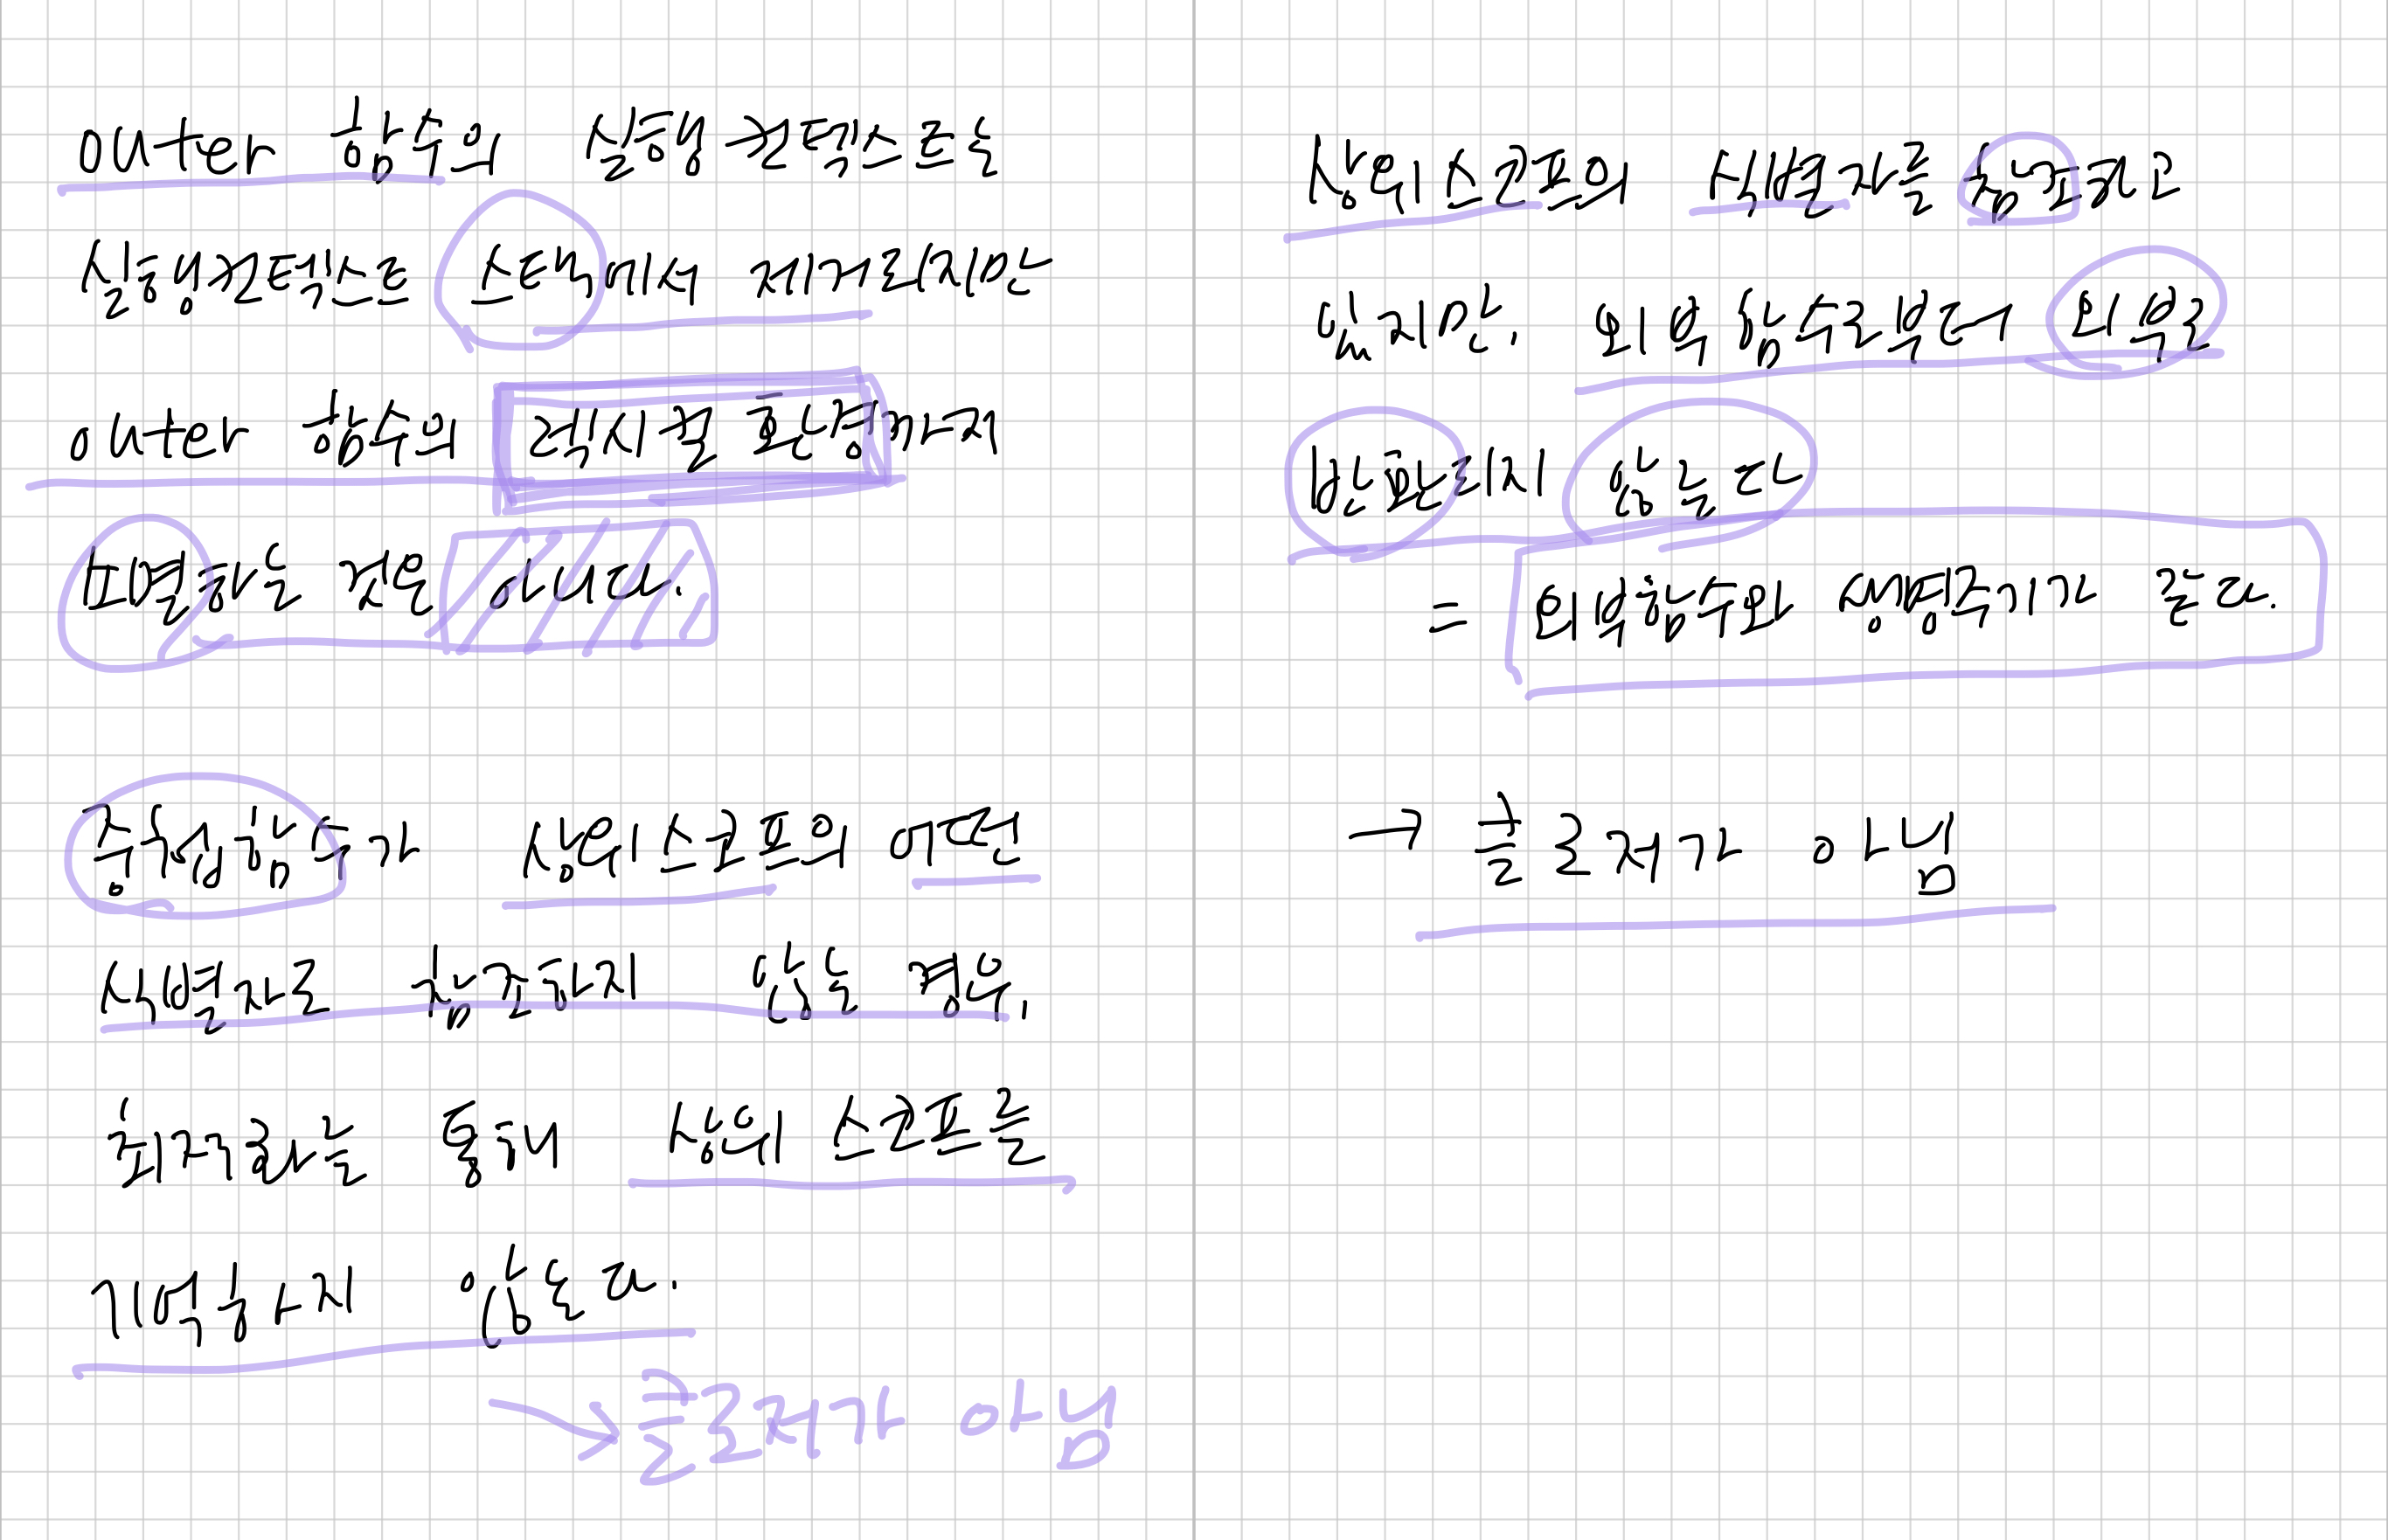 outer 함수의 실행 컨텍스트는
실행컨텍스트 스택에서 제거되지만
outer 함수의 렉시컬 환경까지
소멸하는 것은 아니다.
중첩함수가 상위스코프의 어떤
식별자도 참조하지 않는 경우,
최적화를 통해 상위 스코프를
기억하지 않는다.
→ 클로저가 아님
상위스코프의 식별자를 참조하고
있지만, 외부 함수로부터 외부로
반환되지 않는다
= 외부함수와 생명주기가 같다.
→ 클로저가 아님